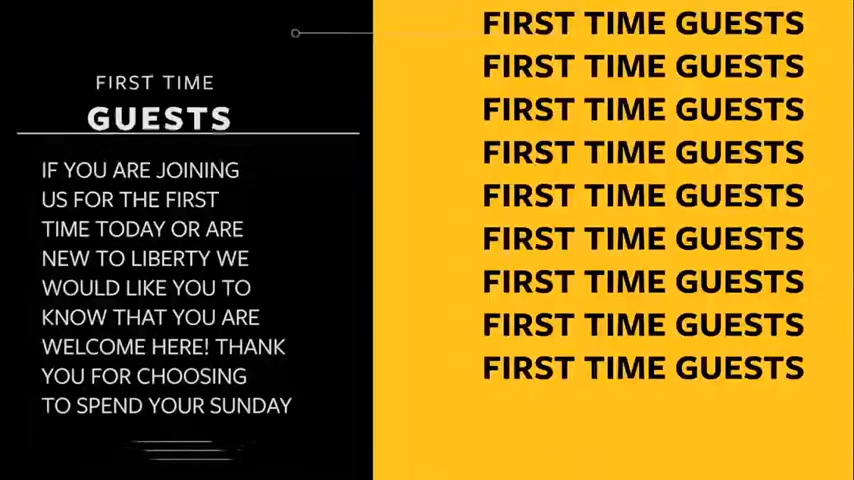 FIRST TIME
GUESTS
IF YOU ARE JOINING
US FOR THE FIRST
TIME TODAY OR ARE
NEW TO LIBERTY WE
WOULD LIKE YOU TO
KNOW THAT YOU ARE
WELCOME HERE! THANK
YOU FOR CHOOSING
TO SPEND YOUR SUNDAY
FIRST TIME GUESTS
FIRST TIME GUESTS
FIRST TIME GUESTS
FIRST TIME GUESTS
FIRST TIME GUESTS
FIRST TIME GUESTS
FIRST TIME GUESTS
FIRST TIME GUESTS
FIRST TIME GUESTS